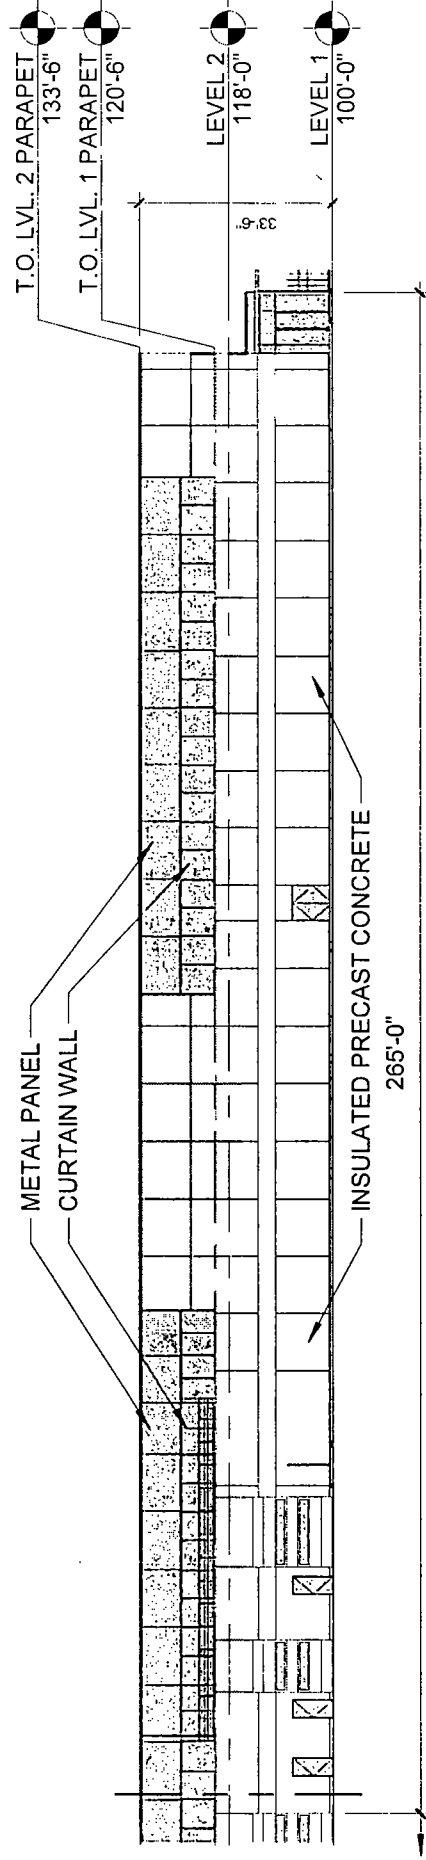 T.O. LVL. 2 PARAPET
133'-6"
T.O. LVL. 1 PARAPET
120'-6"
LEVEL 2
118'-0"
LEVEL 1
100'-0"
33'-6"
METAL PANEL
CURTAIN WALL
INSULATED PRECAST CONCRETE
265'-0"